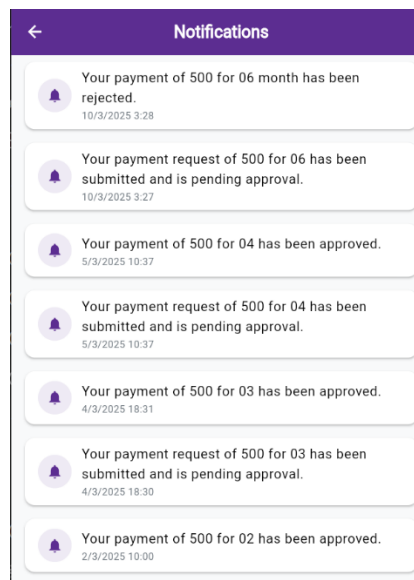 Notifications
Your payment of 500 for 06 month has been
rejected.
10/3/2025 3:28
Your payment request of 500 for 06 has been
submitted and is pending approval.
10/3/2025 3:27
Your payment of 500 for 04 has been approved.
5/3/2025 10:37
Your payment request of 500 for 04 has been
submitted and is pending approval.
5/3/2025 10:37
Your payment of 500 for 03 has been approved.
4/3/2025 18:31
Your payment request of 500 for 03 has been
submitted and is pending approval.
4/3/2025 18:30
Your payment of 500 for 02 has been approved.
2/3/2025 10:00